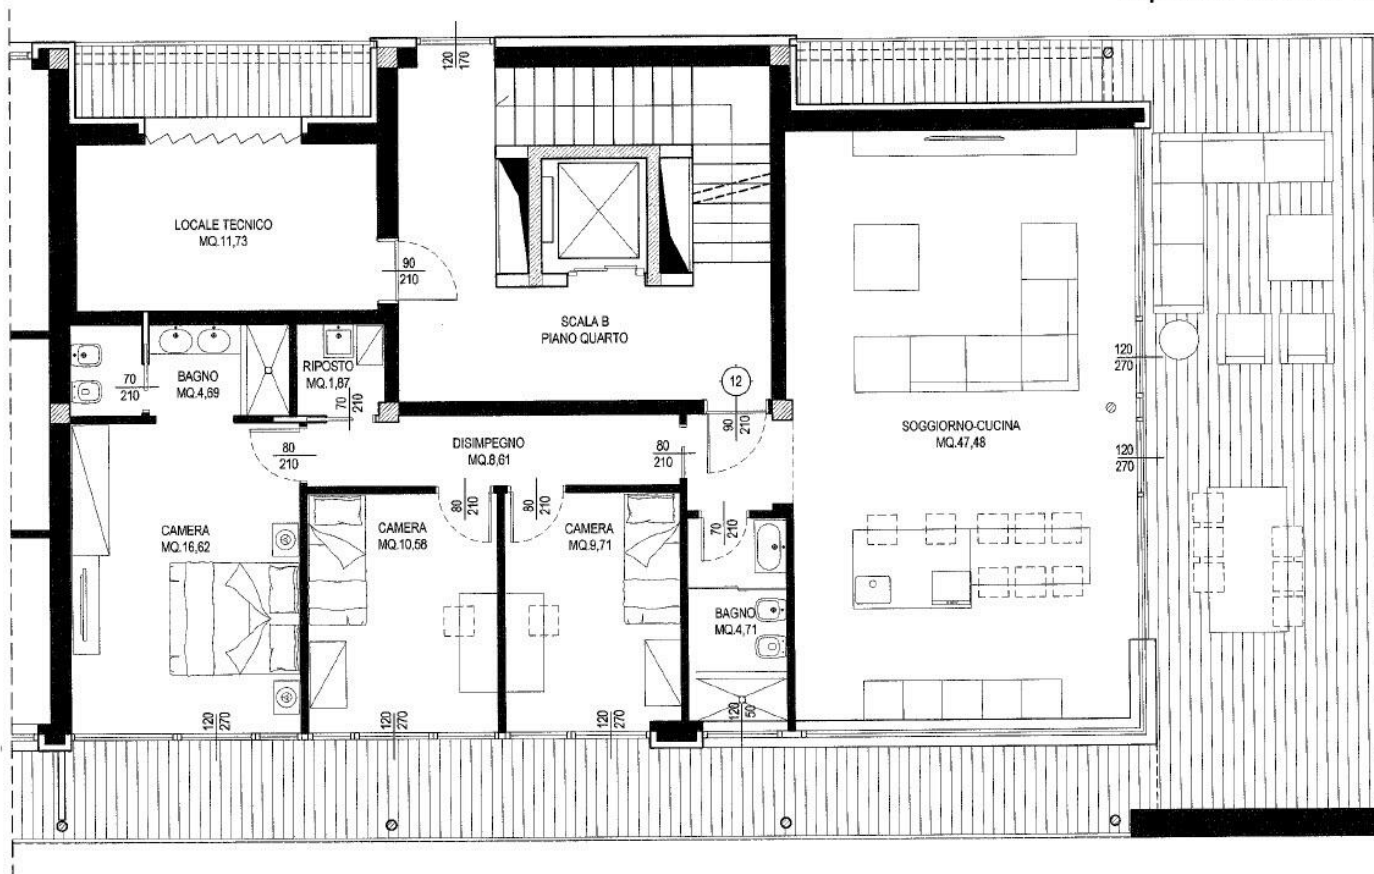 120
170
LOCALE TECNICO
MQ.11,73
90
210
SCALA B
PIANO QUARTO
RIPOSTO
MQ.1,87
70
210
BAGNO
MQ.4,69
70
210
12
90
210
120
270
SOGGIORNO-CUCINA
MQ.47,48
120
270
DISIMPEGNO
MQ.8,61
80
210
80
210
CAMERA
MQ.16,62
CAMERA
MQ.10,58
80
210
80
210
CAMERA
MQ.9,71
70
210
BAGNO
MQ.4,71
120
270
120
270
120
270
120
50